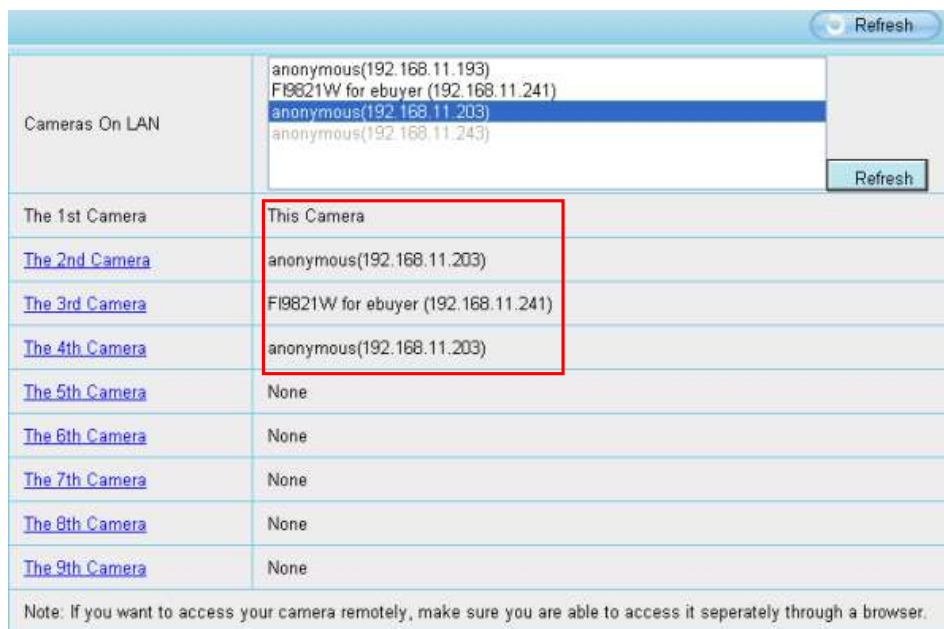 Refresh
anonymous(192.168.11.193)
FI9821W for ebuyer (192.168.11.241)
Cameras On LAN
anonymous(192.168.11.203)
anonymous(192.168.11.243)
Refresh
The 1st Camera This Camera
The 2nd Camera anonymous(192.168.11.203)
The 3rd Camera FI9821W for ebuyer (192.168.11.241)
The 4th Camera anonymous(192.168.11.203)
The 5th Camera None
The 6th Camera None
The 7th Camera None
The 8th Camera None
The 9th Camera None
Note: If you want to access your camera remotely, make sure you are able to access it seperately through a browser.